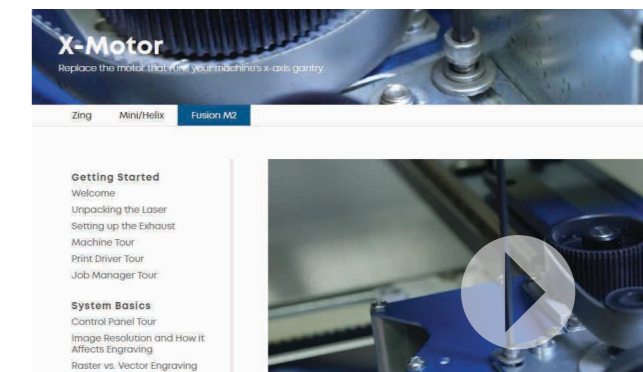 X-Motor
Replace the motor that runs your machine's x-axis gantry.
Zing Mini/Helix Fusion M2
Getting Started
Welcome
Unpacking the Laser
Setting up the Exhaust
Machine Tour
Print Driver Tour
Job Manager Tour
System Basics
Control Panel Tour
Image Resolution and How It
Affects Engraving
Raster vs. Vector Engraving